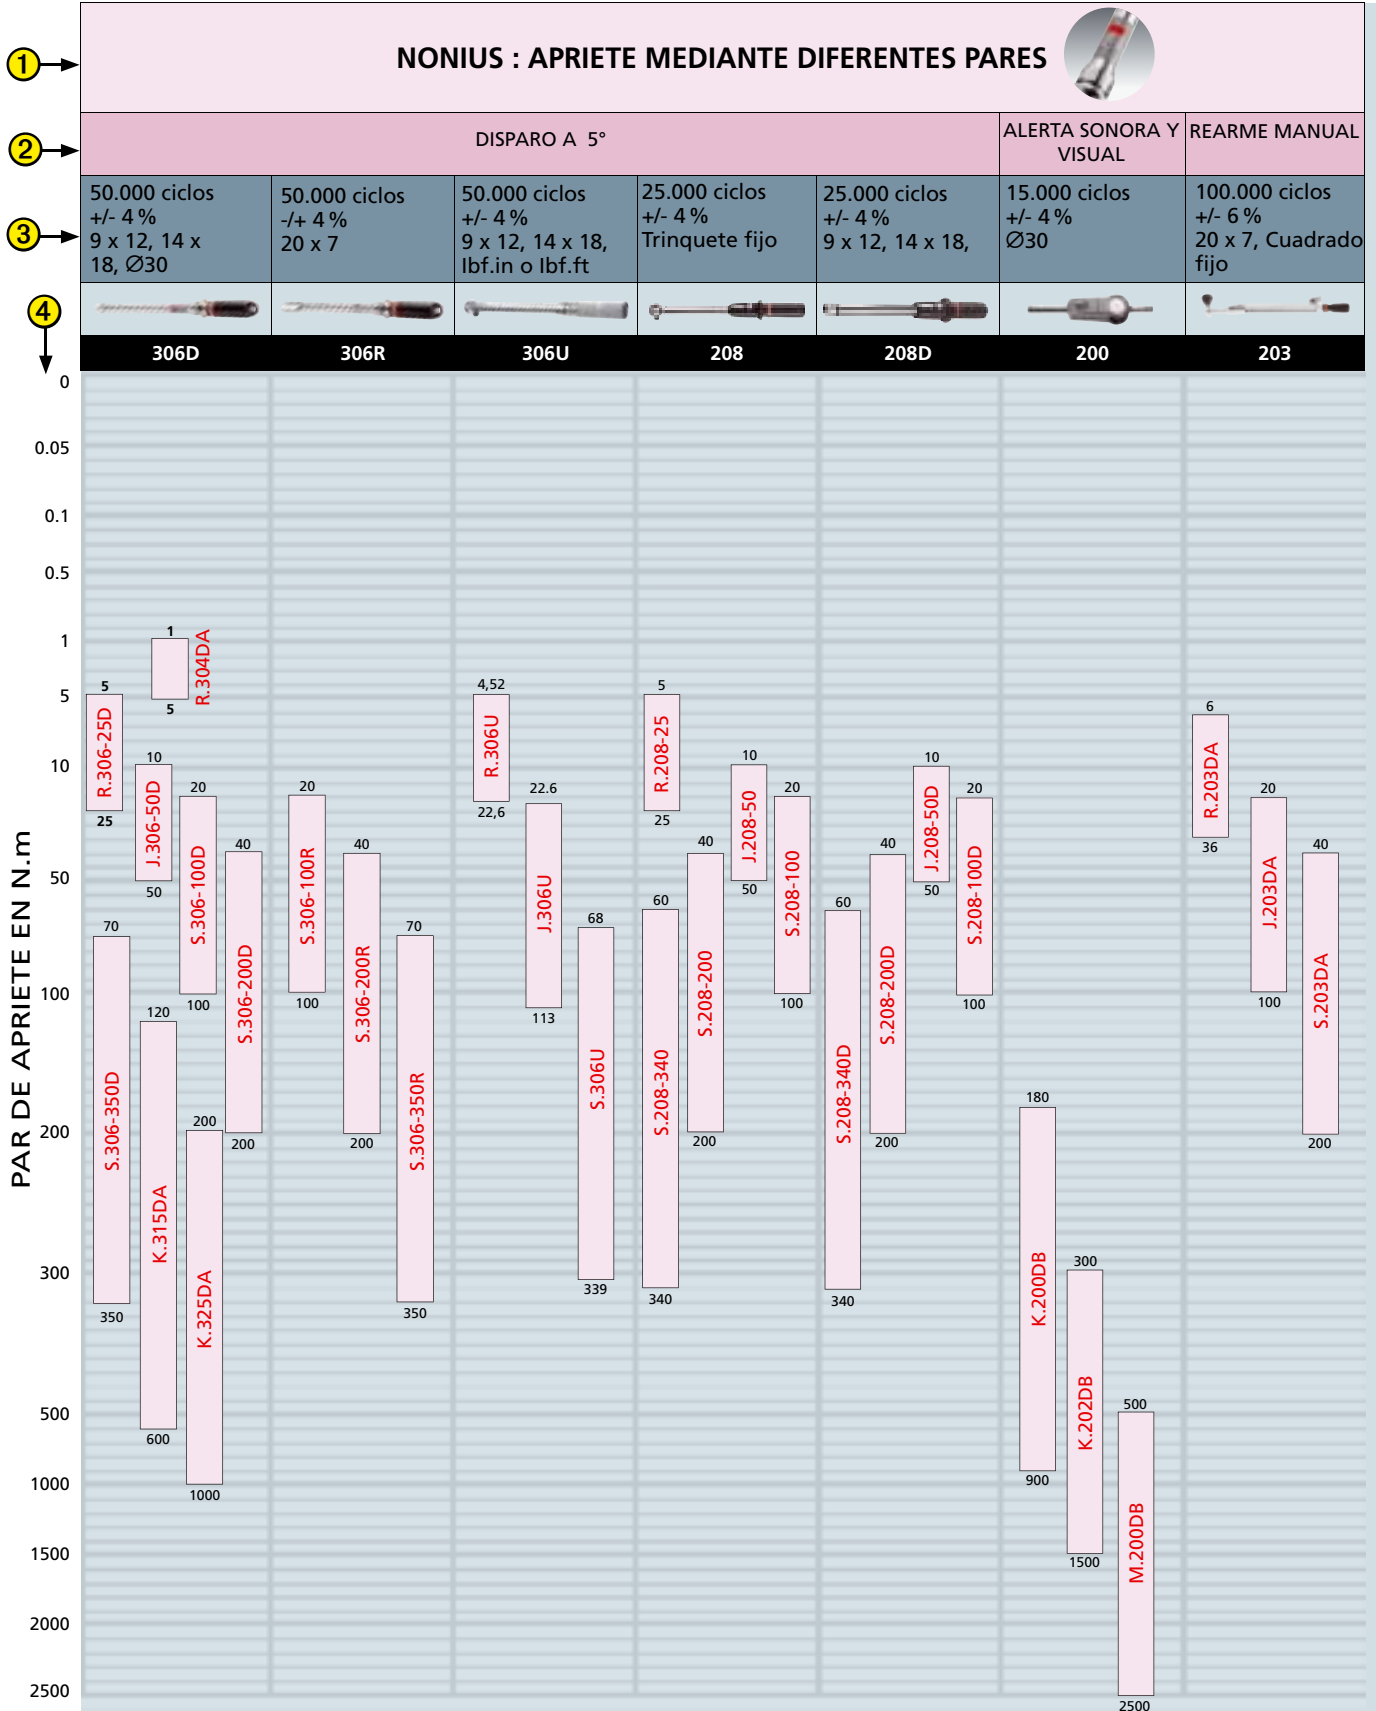 1
NONIUS : APRIETE MEDIANTE DIFERENTES PARES
2
DISPARO A 5°
ALERTA SONORA Y
VISUAL
REARME MANUAL
3
50.000 ciclos
+/- 4 %
9 x 12, 14 x
18, Ø30
50.000 ciclos
-/+ 4 %
20 x 7
50.000 ciclos
+/- 4 %
9 x 12, 14 x 18,
Ibf.in o Ibf.ft
25.000 ciclos
+/- 4 %
Trinquete fijo
25.000 ciclos
+/- 4 %
9 x 12, 14 x 18,
15.000 ciclos
+/- 4 %
Ø30
100.000 ciclos
+/- 6 %
20 x 7, Cuadrado
fijo
4
306D
306R
306U
208
208D
200
203
PAR DE APRIETE EN N.m
0
0.05
0.1
0.5
1
5
10
50
100
200
300
500
1000
1500
2000
2500
1
R.304DA
5
5
R.306-25D
25
10
J.306-50D
50
20
S.306-100D
100
40
S.306-200D
200
70
S.306-350D
350
120
K.315DA
600
200
K.325DA
1000
20
S.306-100R
100
40
S.306-200R
200
70
S.306-350R
350
4,52
R.306U
22,6
22.6
J.306U
113
68
S.306U
339
5
R.208-25
25
10
J.208-50
50
20
S.208-100
100
40
S.208-200
200
60
S.208-340
340
10
J.208-50D
50
20
S.208-100D
100
40
S.208-200D
200
60
S.208-340D
340
180
K.200DB
900
300
K.202DB
1500
500
M.200DB
2500
6
R.203DA
36
20
J.203DA
100
40
S.203DA
200